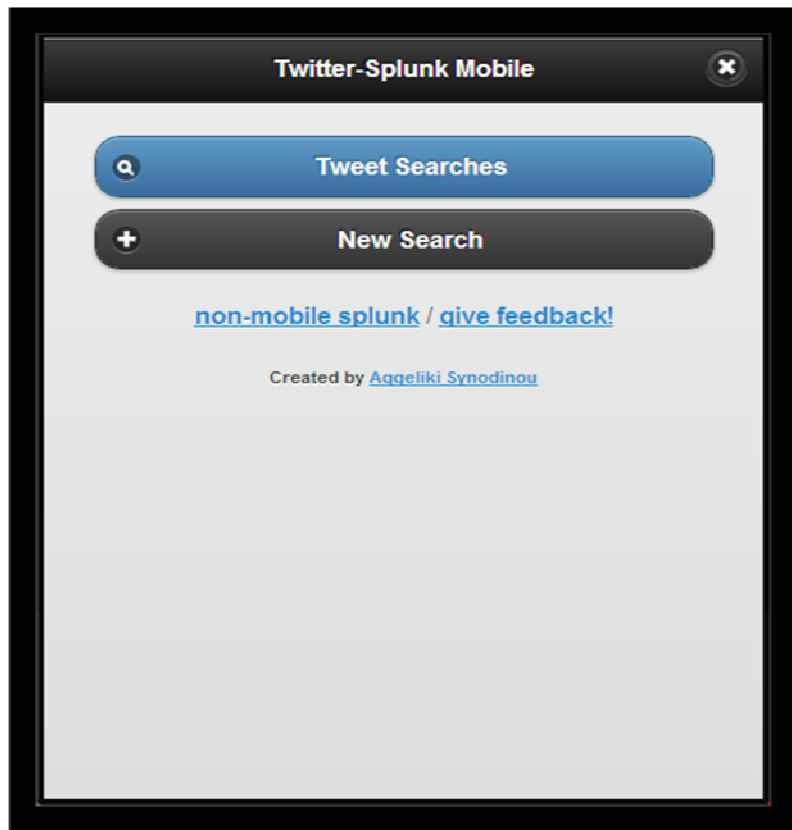 Twitter-Splunk Mobile
Tweet Searches
New Search
non-mobile splunk / give feedback!
Created by Aggeliki Synodinou